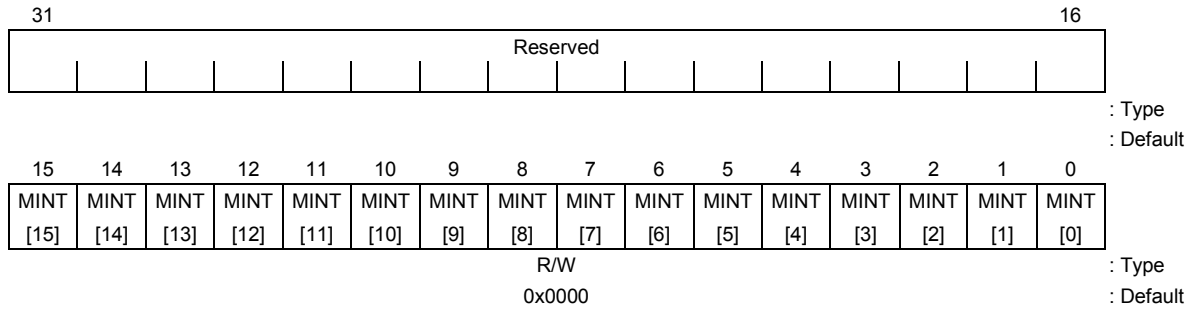 31 16
Reserved
: Type
: Default
15 14 13 12 11 10 9 8 7 6 5 4 3 2 1 0
MINT MINT MINT MINT MINT MINT MINT MINT MINT MINT MINT MINT MINT MINT MINT MINT
[15] [14] [13] [12] [11] [10] [9] [8] [7] [6] [5] [4] [3] [2] [1] [0]
R/W : Type
0x0000 : Default